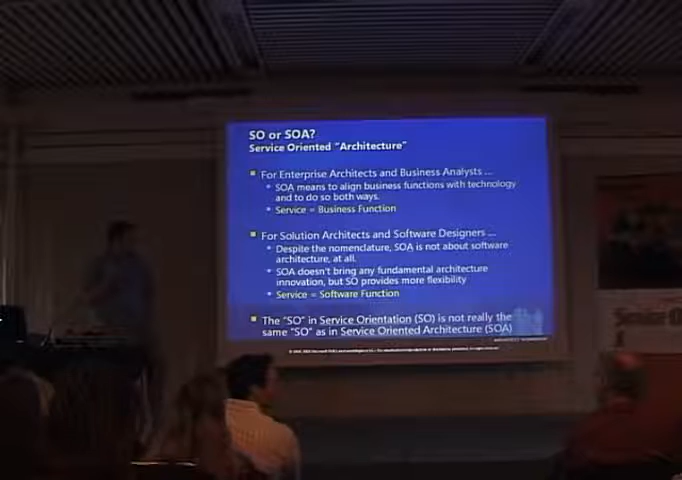 SO or SOA?
Service Oriented "Architecture"
For Enterprise Architects and Business Analysts ...
SOA means to align business functions with technology
and to do so both ways.
Service = Business Function
For Solution Architects and Software Designers ...
Despite the nomenclature, SOA is not about software
architecture, at all.
SOA doesn't bring any fundamental architecture
innovation, but SO provides more flexibility
Service = Software Function
The "SO" in Service Orientation (SO) is not really the
same "SO" as in Service Oriented Architecture (SOA)
Service O